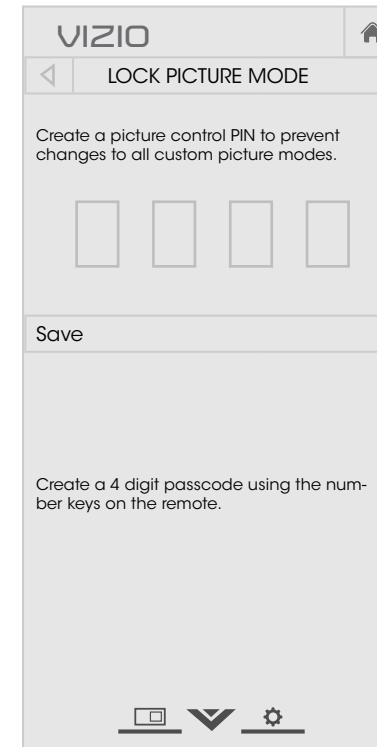 VIZIO
LOCK PICTURE MODE
Create a picture control PIN to prevent
changes to all custom picture modes.
Save
Create a 4 digit passcode using the num-
ber keys on the remote.